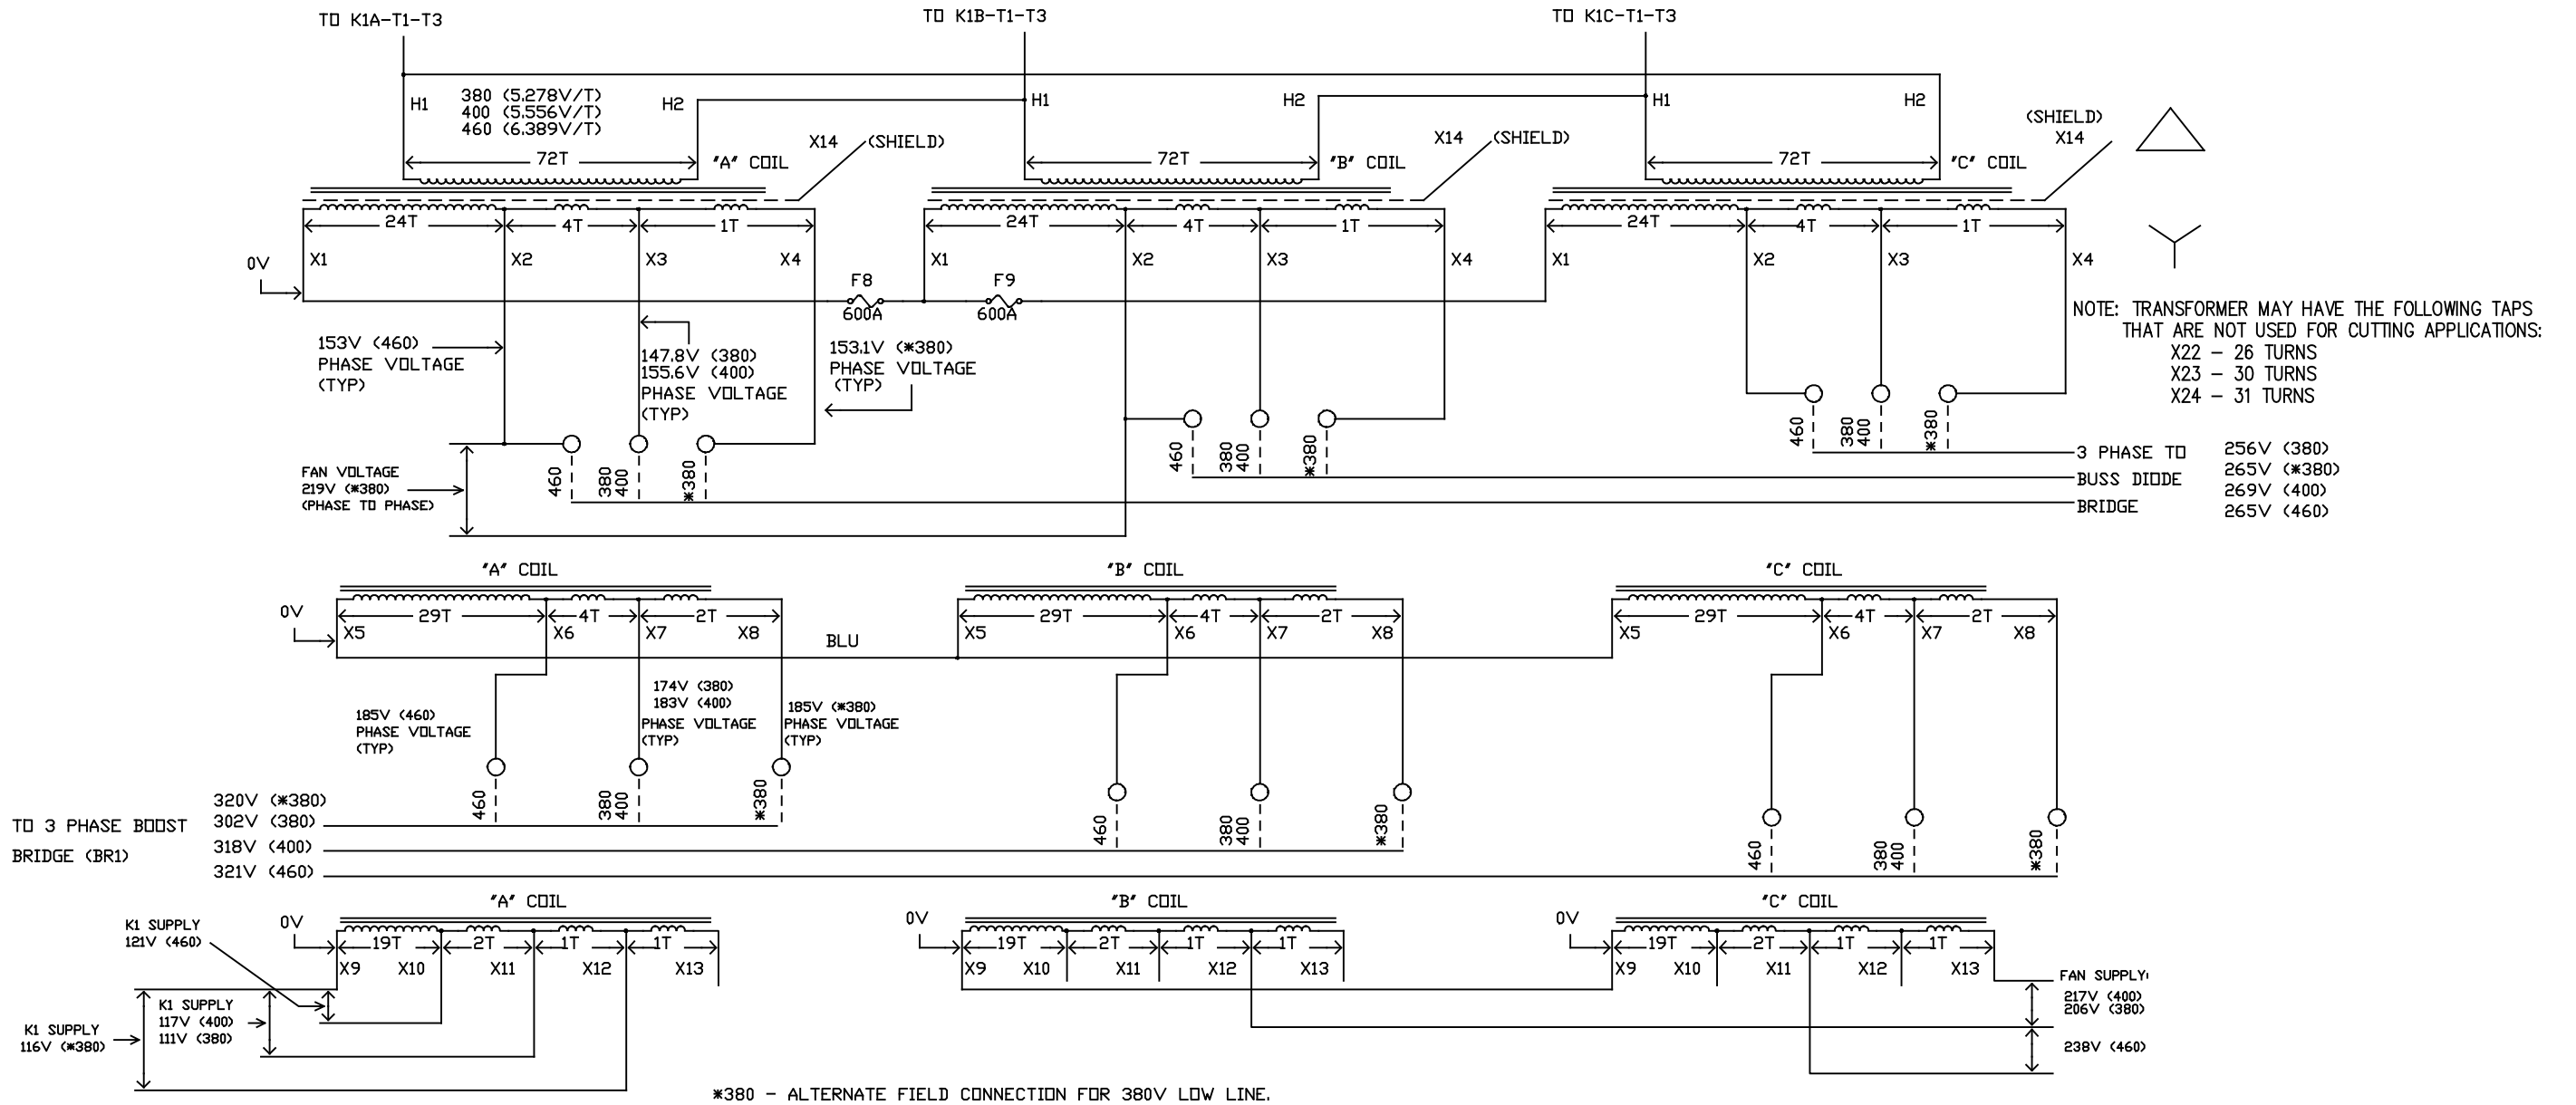 TO K1A-T1-T3
TO K1B-T1-T3
TO K1C-T1-T3
H1
380 (5.278V/T)
400 (5.556V/T)
460 (6.389V/T)
H2
H1
H2
H1
H2
72T
"A" COIL
X14
(SHIELD)
72T
"B" COIL
X14
(SHIELD)
72T
"C" COIL
(SHIELD)
X14
24T
4T
1T
24T
4T
1T
24T
4T
1T
0V
X1
X2
X3
X4
X1
X2
X3
X4
X1
X2
X3
X4
F8
600A
F9
600A
NOTE: TRANSFORMER MAY HAVE THE FOLLOWING TAPS
THAT ARE NOT USED FOR CUTTING APPLICATIONS:
X22 - 26 TURNS
X23 - 30 TURNS
X24 - 31 TURNS
153V (460)
PHASE VOLTAGE
(TYP)
147.8V (380)
155.6V (400)
PHASE VOLTAGE
(TYP)
153.1V (*380)
PHASE VOLTAGE
(TYP)
FAN VOLTAGE
219V (*380)
(PHASE TO PHASE)
460
380
400
*380
460
380
400
*380
460
380
400
*380
3 PHASE TO
BUSS DIODE
BRIDGE
256V (380)
265V (*380)
269V (400)
265V (460)
"A" COIL
"B" COIL
"C" COIL
0V
29T
4T
2T
29T
4T
2T
29T
4T
2T
X5
X6
X7
X8
BLU
X5
X6
X7
X8
X5
X6
X7
X8
185V (460)
PHASE VOLTAGE
(TYP)
174V (380)
183V (400)
PHASE VOLTAGE
(TYP)
185V (*380)
PHASE VOLTAGE
(TYP)
460
380
400
*380
460
380
400
*380
460
380
400
*380
TO 3 PHASE BOOST
BRIDGE (BR1)
320V (*380)
302V (380)
318V (400)
321V (460)
"A" COIL
"B" COIL
"C" COIL
0V
0V
0V
19T
2T
1T
1T
19T
2T
1T
1T
19T
2T
1T
1T
X9
X10
X11
X12
X13
X9
X10
X11
X12
X13
X9
X10
X11
X12
X13
K1 SUPPLY
121V (460)
K1 SUPPLY
117V (400)
111V (380)
K1 SUPPLY
116V (*380)
FAN SUPPLY:
217V (400)
206V (380)
238V (460)
*380 - ALTERNATE FIELD CONNECTION FOR 380V LOW LINE.